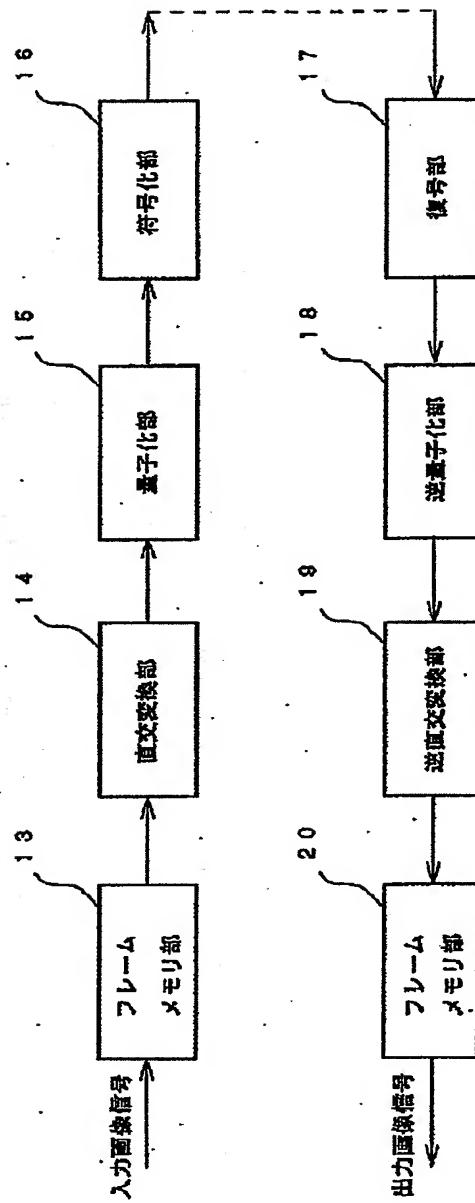 入力画像信号
フレーム
メモリ部
13
直交変換部
14
量子化部
15
符号化部
16
復号部
17
逆量子化部
18
逆直交変換部
19
フレーム
メモリ部
20
出力画像信号